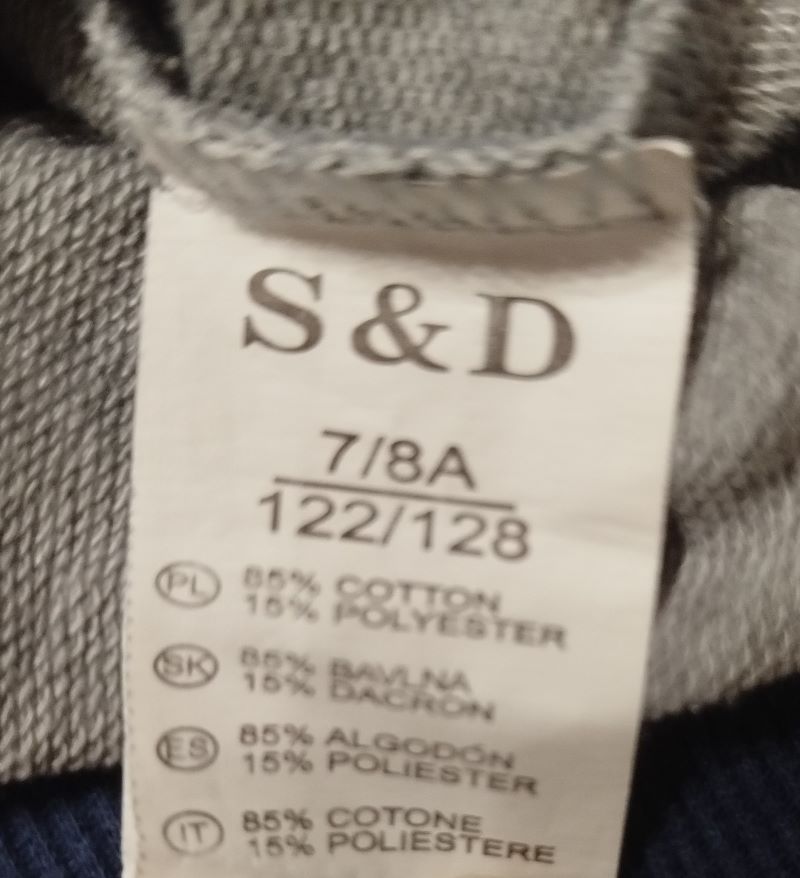 S & D
7/8A
122/128
PL 85% COTTON
15% POLYESTER
SK 85% BAVLNA
15% DACRON
ES 85% ALGODÓN
15% POLIESTER
IT 85% COTONE
15% POLIESTERE